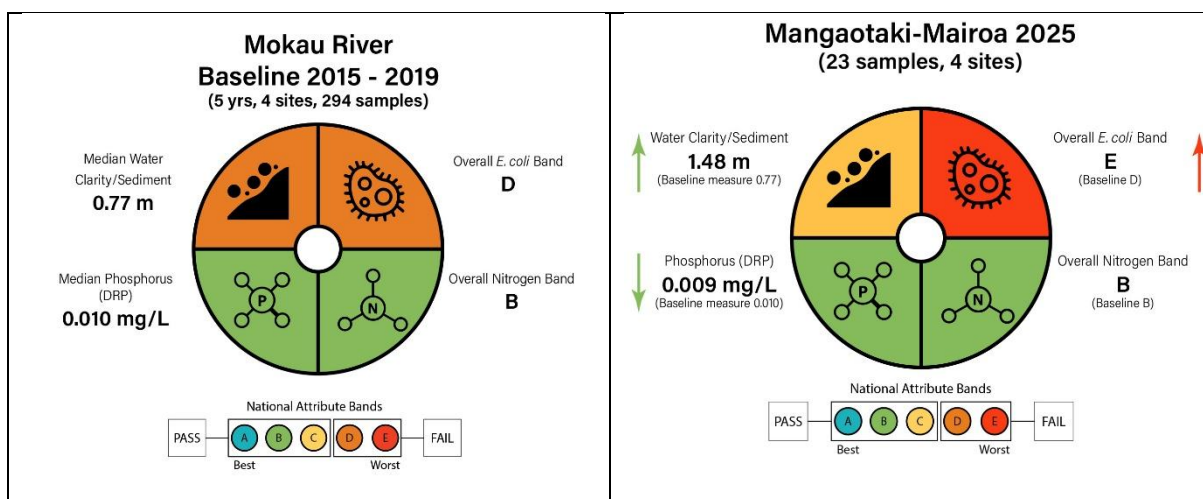 Mokau River
Baseline 2015 - 2019
(5 yrs, 4 sites, 294 samples)
Median Water
Clarity/Sediment
0.77 m
Overall E. coli Band
D
Median Phosphorus
(DRP)
0.010 mg/L
Overall Nitrogen Band
B
P
N
National Attribute Bands
PASS
A
B
C
D
E
FAIL
Best
Worst
Mangaotaki-Mairoa 2025
(23 samples, 4 sites)
Water Clarity/Sediment
1.48 m
(Baseline measure 0.77)
Overall E. coli Band
E
(Baseline D)
Phosphorus (DRP)
0.009 mg/L
(Baseline measure 0.010)
Overall Nitrogen Band
B
(Baseline B)
P
N
National Attribute Bands
PASS
A
B
C
D
E
FAIL
Best
Worst